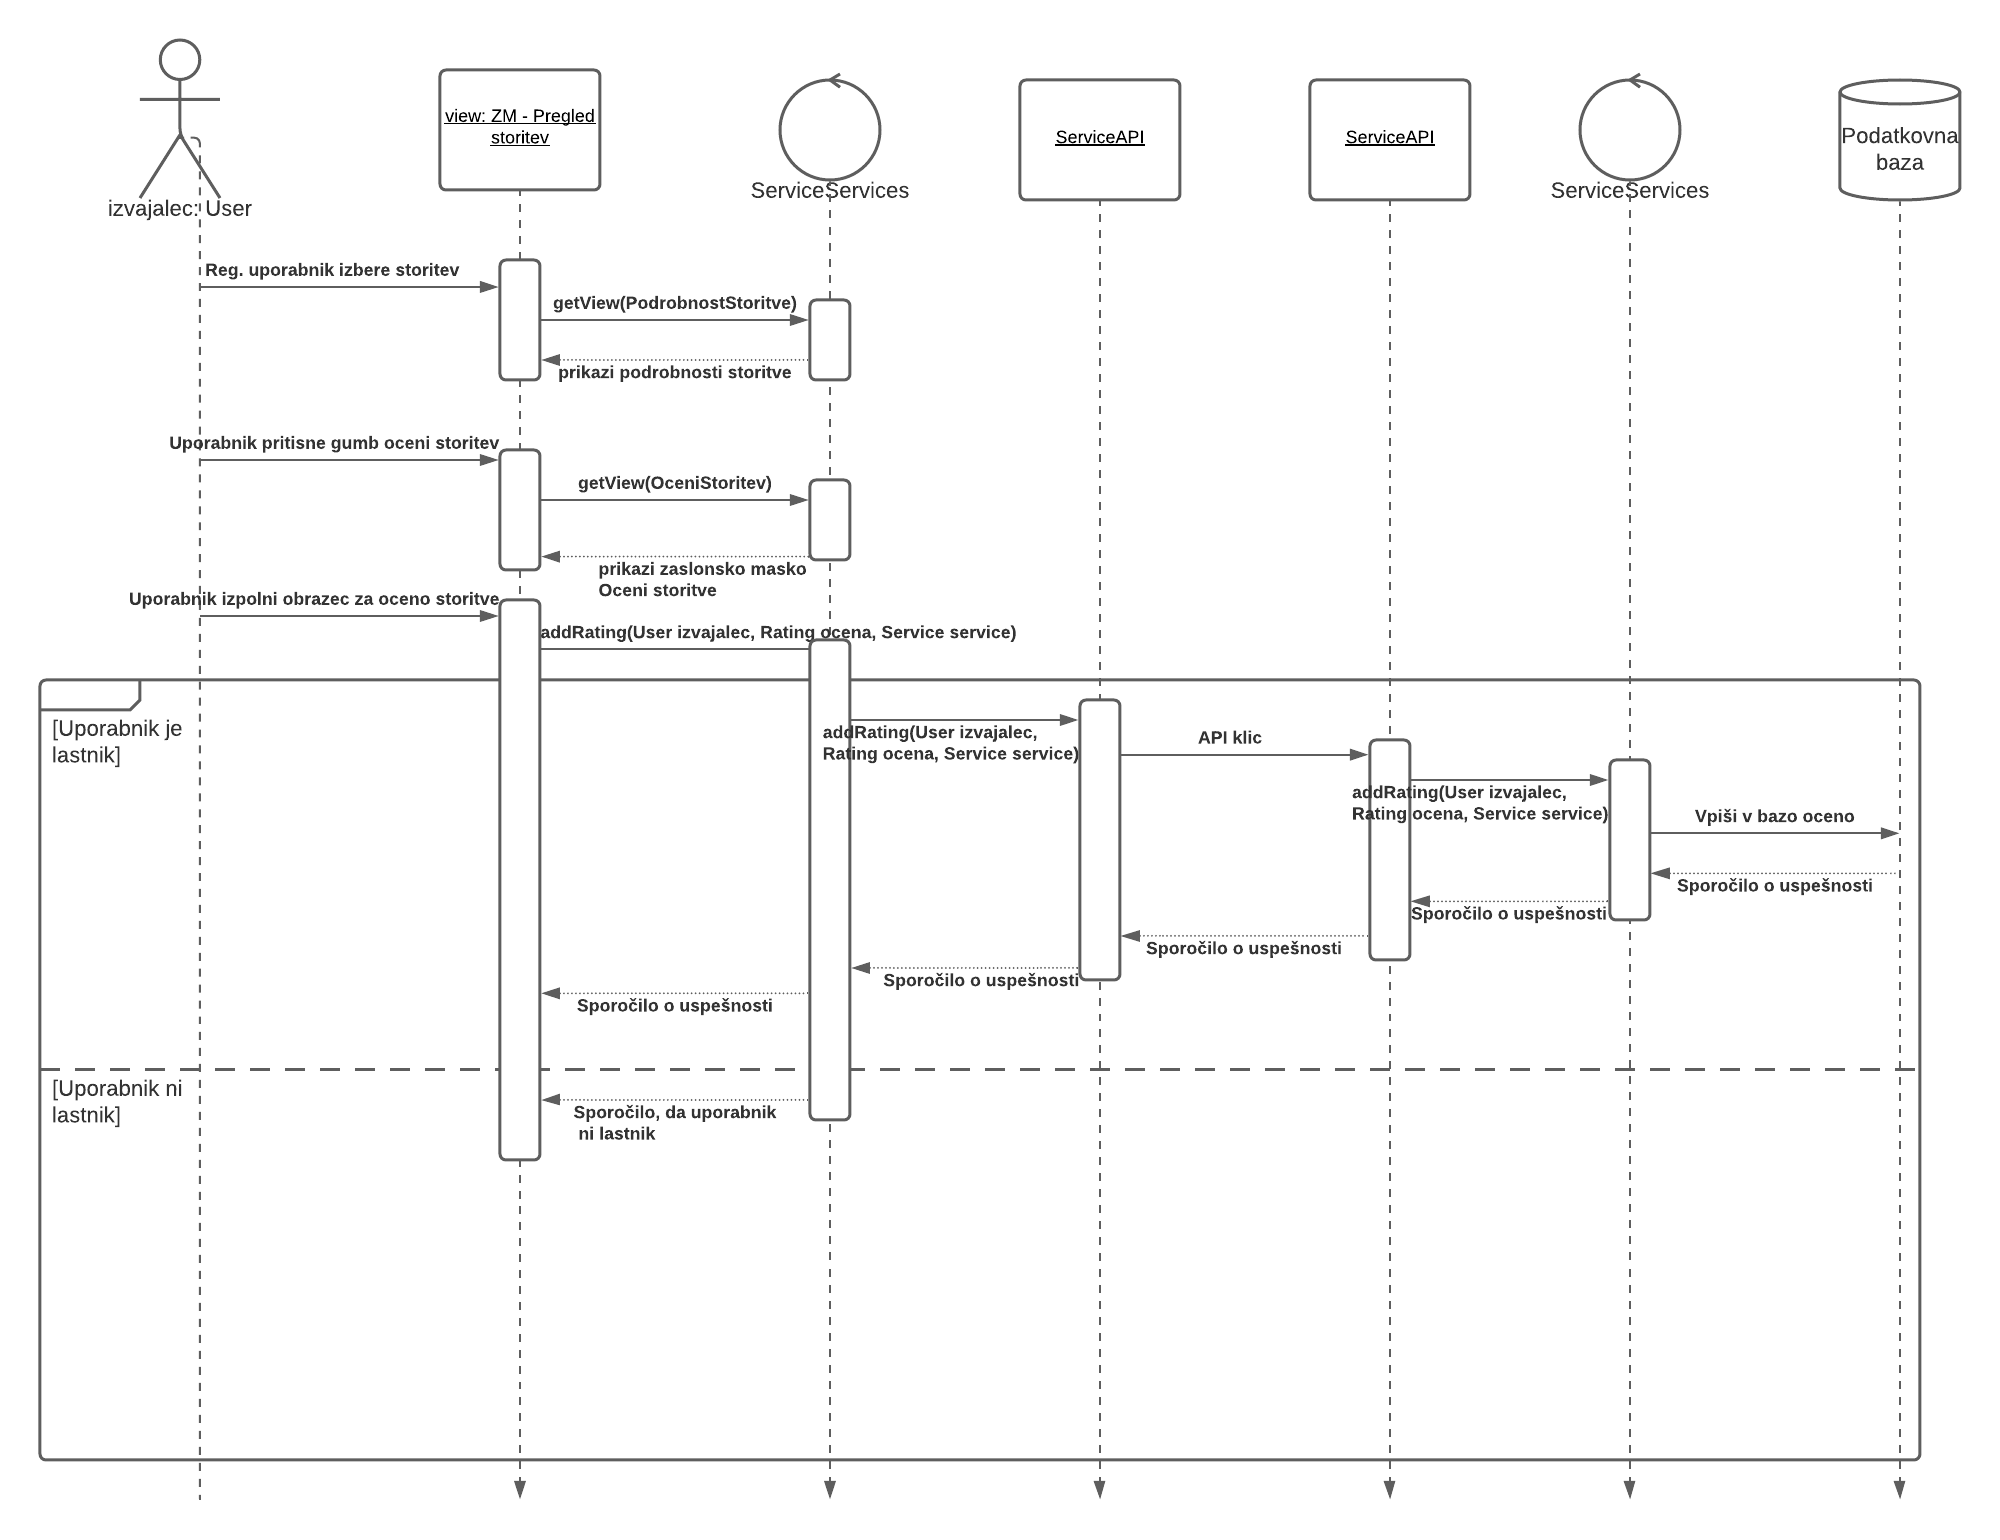 view: ZM - Pregled
storitev
ServiceAPI
ServiceAPI
Podatkovna
baza
izvajalec: User
ServiceServices
ServiceServices
Reg. uporabnik izbere storitev
getView(PodrobnostStoritve)
prikazi podrobnosti storitve
Uporabnik pritisne gumb oceni storitev
getView(OceniStoritev)
prikazi zaslonsko masko
Oceni storitve
Uporabnik izpolni obrazec za oceno storitve
addRating(User izvajalec, Rating ocena, Service service)
[Uporabnik je
lastnik]
addRating(User izvajalec,
Rating ocena, Service service)
API klic
addRating(User izvajalec,
Rating ocena, Service service)
Vpiši v bazo oceno
Sporočilo o uspešnosti
Sporočilo o uspešnosti
Sporočilo o uspešnosti
Sporočilo o uspešnosti
Sporočilo o uspešnosti
[Uporabnik ni
lastnik]
Sporočilo, da uporabnik
ni lastnik